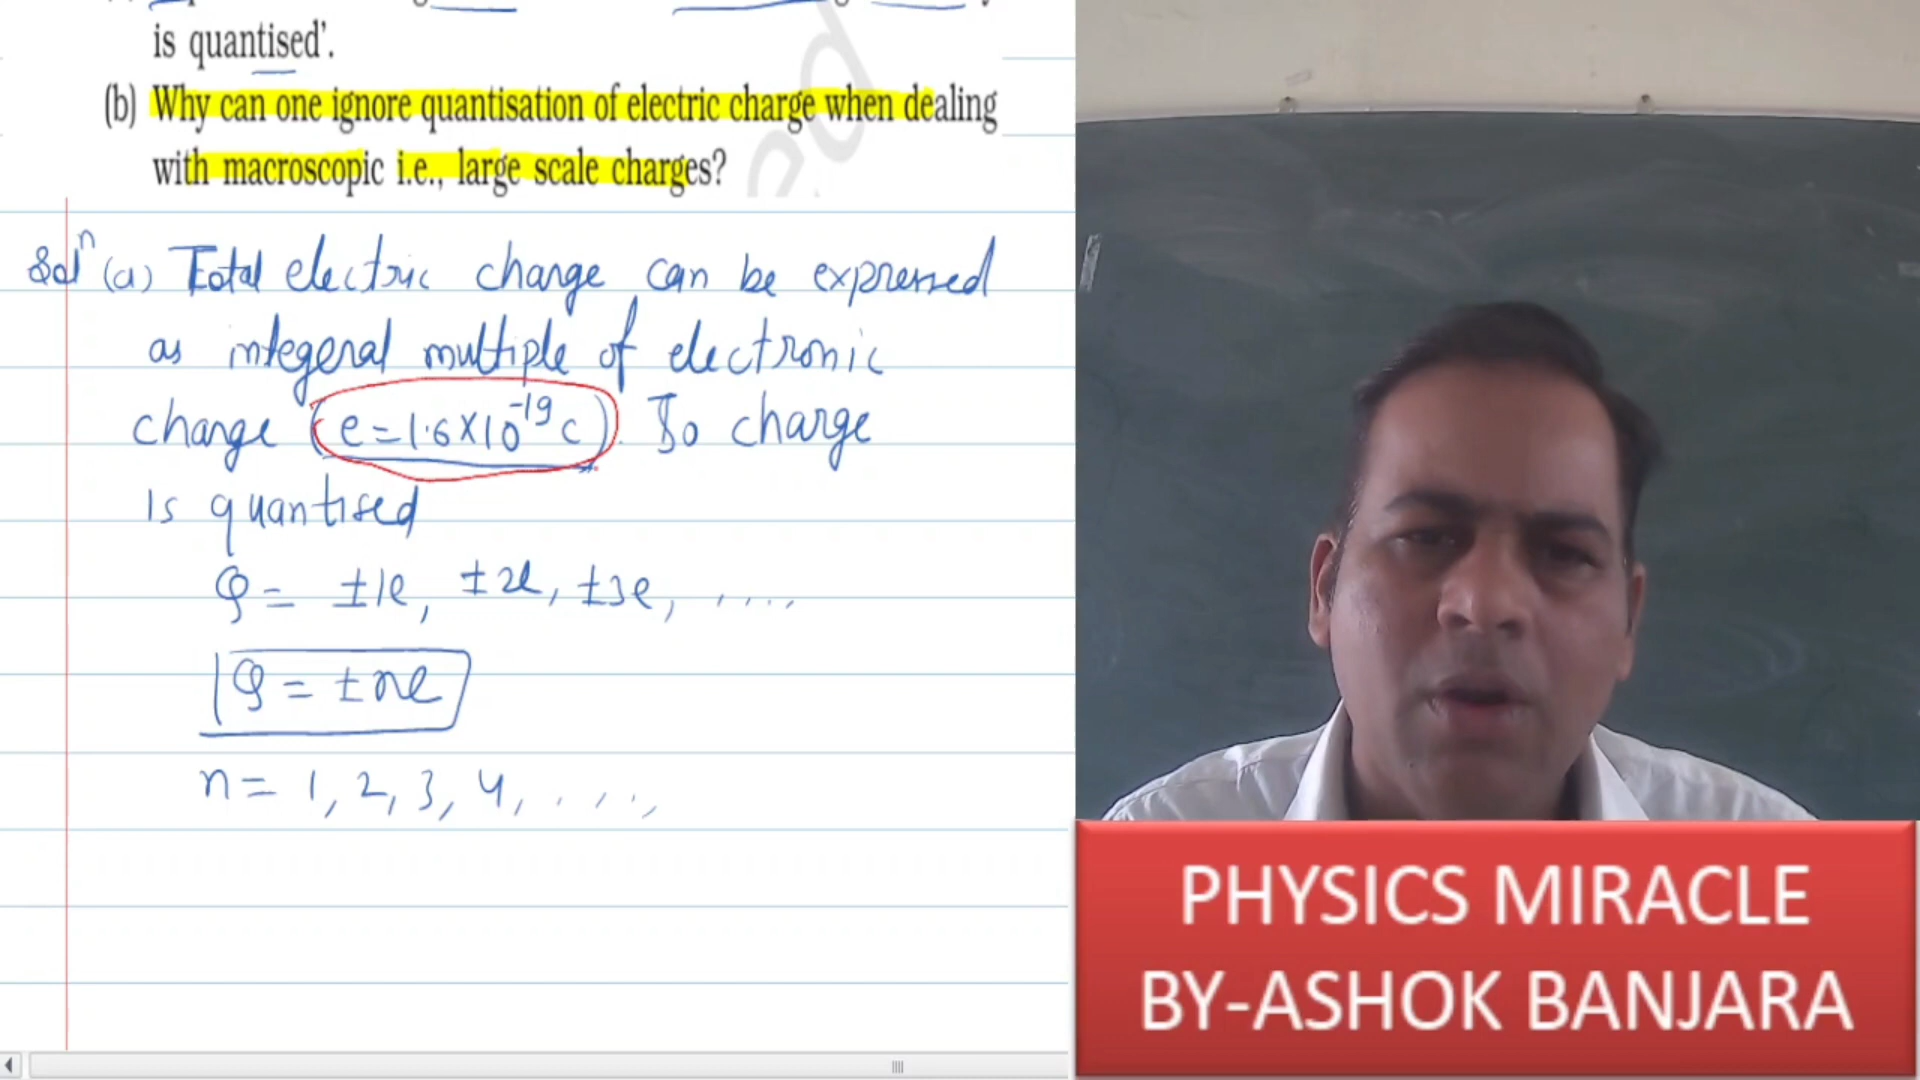 is quantised'.
(b) Why can one ignore quantisation of electric charge when dealing
with macroscopic i.e., large scale charges?
Solⁿ (a) Total electric charge can be expressed
as integeral multiple of electronic
charge (e = 1.6 × 10⁻¹⁹ C). So charge
is quantised
Q = ±1e, ±2e, ±3e, ....
Q = ±ne
n = 1, 2, 3, 4, . . . .,
PHYSICS MIRACLE
BY-ASHOK BANJARA